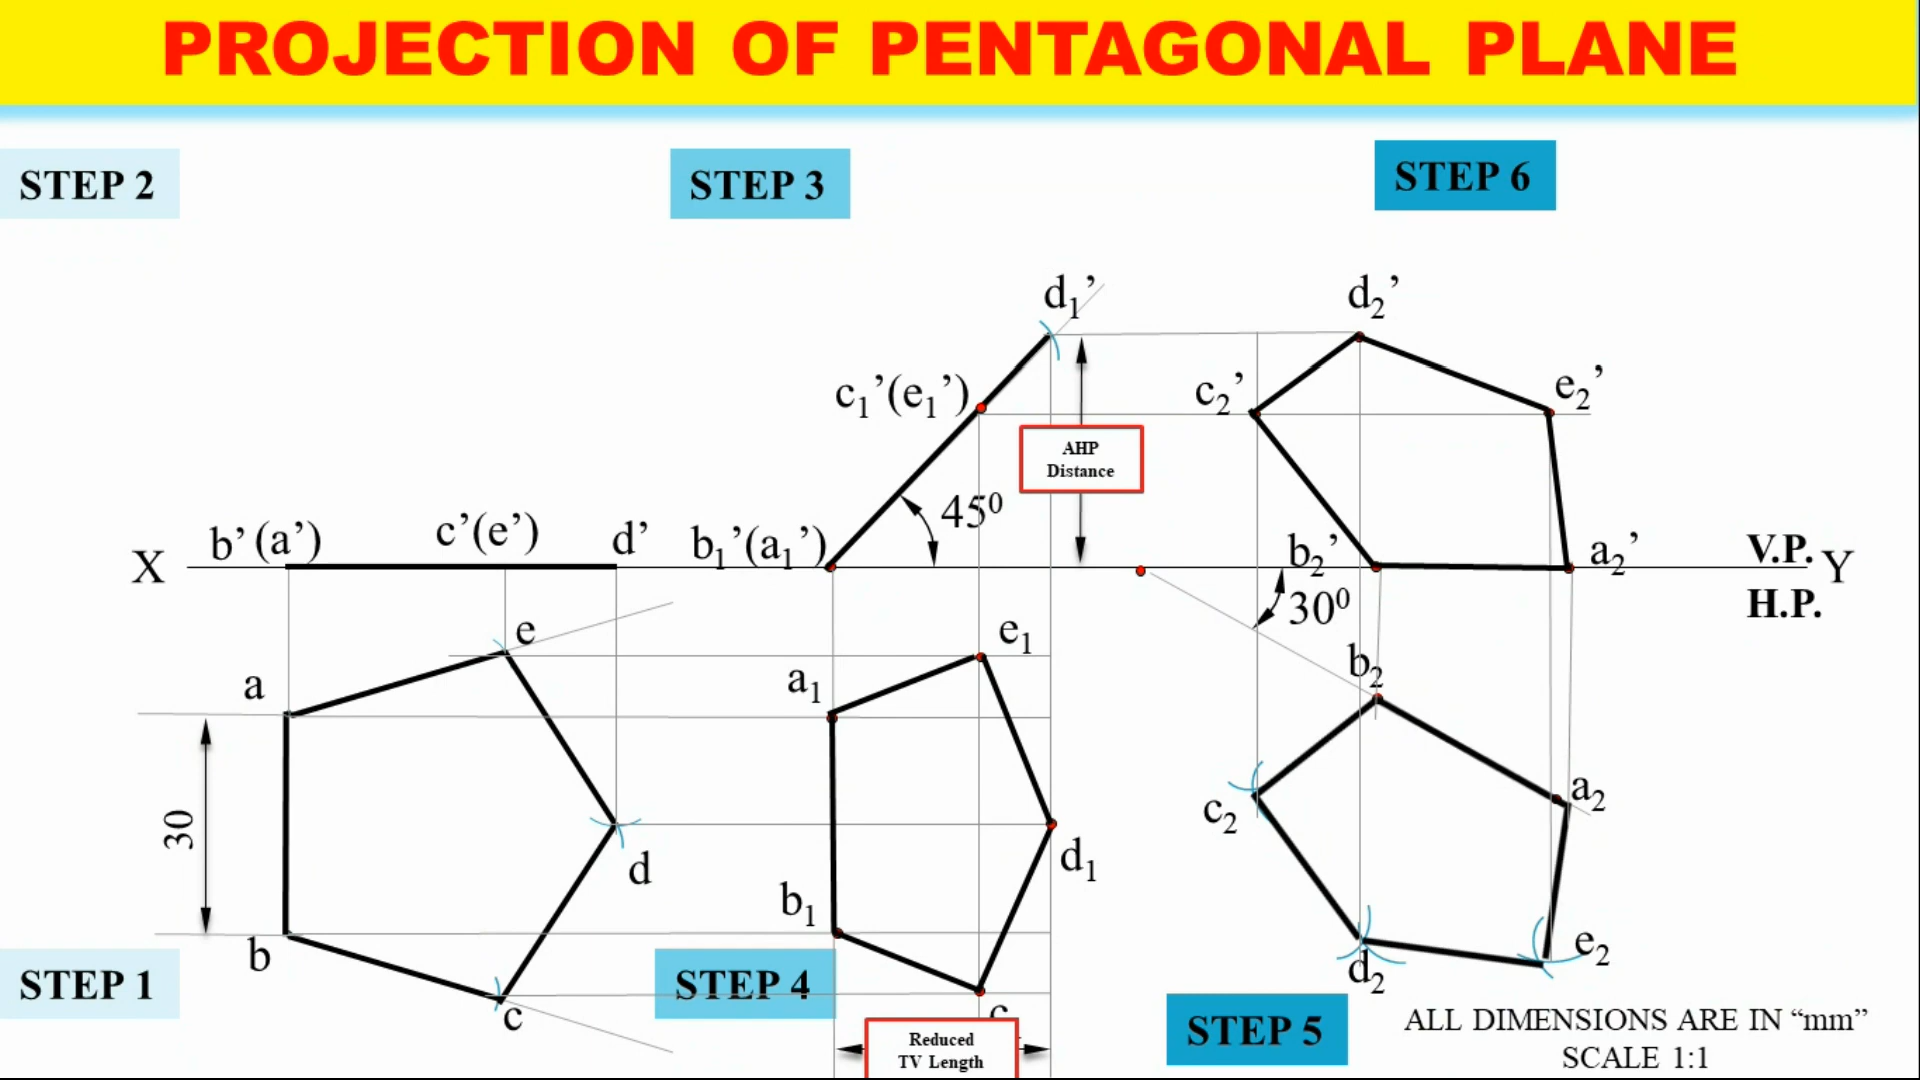 PROJECTION OF PENTAGONAL PLANE
STEP 2
STEP 3
STEP 6
d₁’
d₂’
c₁’(e₁’)
c₂’
e₂’
AHP
Distance
45⁰
b’(a’)
c’(e’)
d’
b₁’(a₁’)
b₂’
a₂’
V.P.
X
Y
30⁰
H.P.
e
e₁
b₂
a
a₁
a₂
c₂
30
d
d₁
b₁
b
e₂
d₂
STEP 1
STEP 4
c
c
STEP 5
ALL DIMENSIONS ARE IN “mm”
SCALE 1:1
Reduced
TV Length